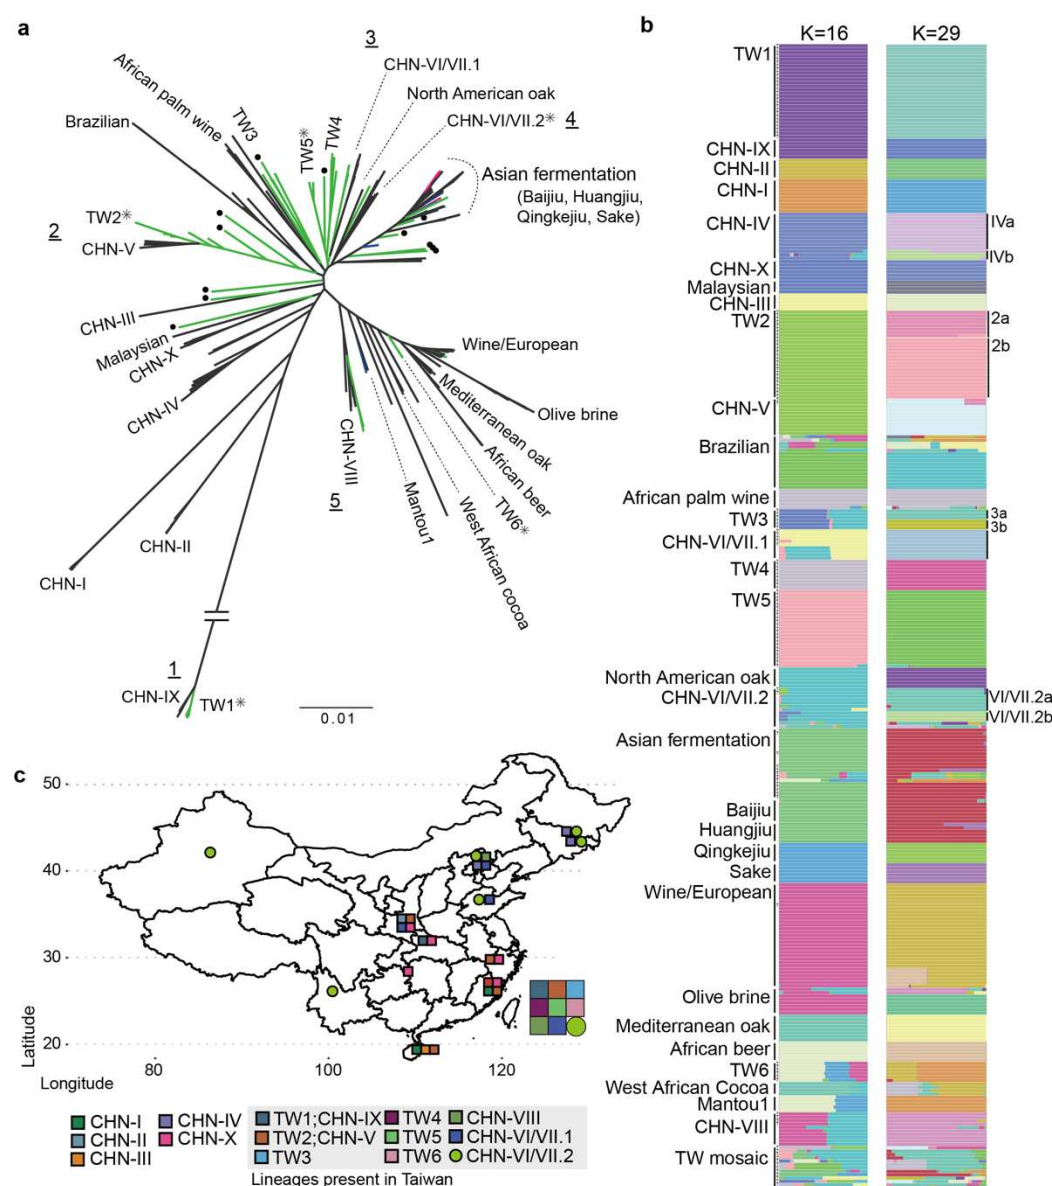 a
3
CHN-VI/VII.1
African palm wine
TW3
TW5*
TW4
North American oak
Brazilian
CHN-VI/VII.2*
4
Asian fermentation
(Baijiu, Huangjiu,
Qingkejiu, Sake)
TW2*
2
CHN-V
CHN-III
Malaysian
CHN-X
CHN-IV
Wine/European
Mediterranean oak
Olive brine
African beer
TW6*
West African cocoa
Mantou1
CHN-VIII
5
CHN-II
CHN-I
1
CHN-IX
TW1*
0.01
b
K=16
K=29
TW1
CHN-IX
CHN-II
CHN-I
CHN-IV
IVa
IVb
CHN-X
Malaysian
CHN-III
TW2
2a
2b
CHN-V
Brazilian
African palm wine
TW3
3a
3b
CHN-VI/VII.1
TW4
TW5
North American oak
CHN-VI/VII.2
VI/VII.2a
VI/VII.2b
Asian fermentation
Baijiu
Huangjiu
Qingkejiu
Sake
Wine/European
Olive brine
Mediterranean oak
African beer
TW6
West African Cocoa
Mantou1
CHN-VIII
TW mosaic
c
50
40
30
20
Latitude
Longitude
80
100
120
CHN-I
CHN-II
CHN-III
CHN-IV
CHN-X
TW1;CHN-IX
TW2;CHN-V
TW3
TW4
TW5
TW6
CHN-VIII
CHN-VI/VII.1
CHN-VI/VII.2
Lineages present in Taiwan